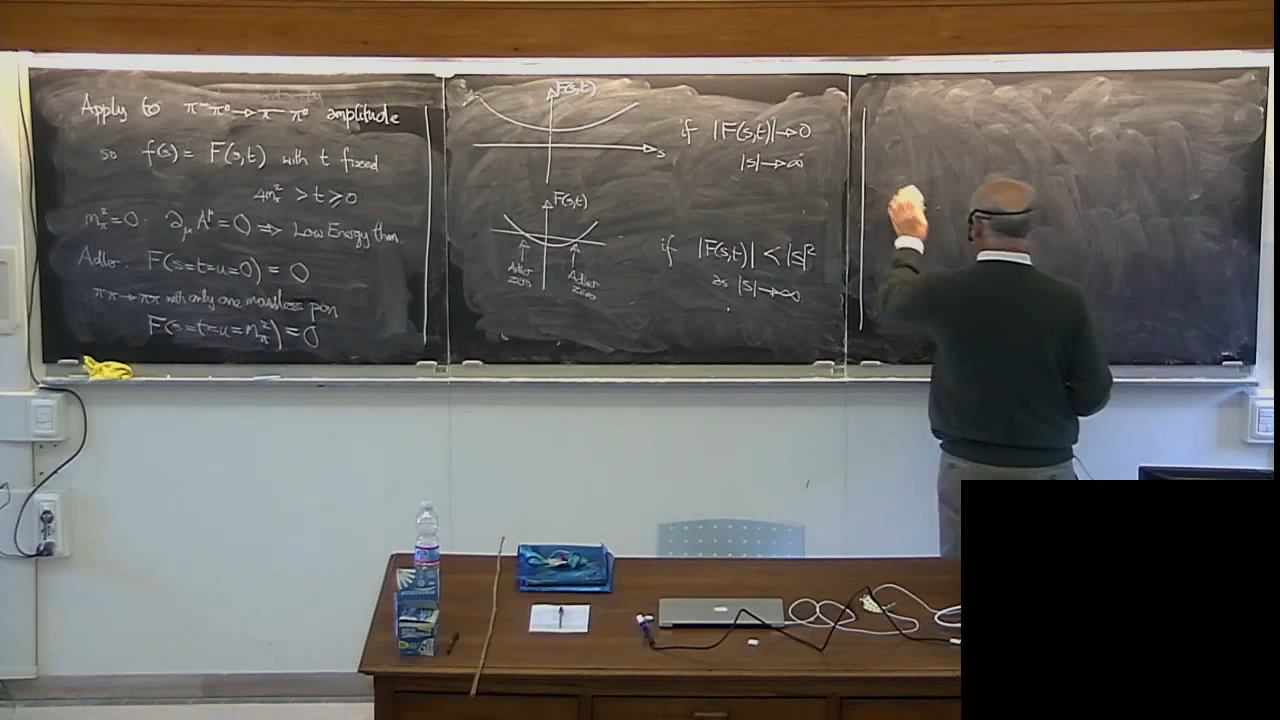 Apply to π⁻π⁰→π⁻π⁰ amplitude
so f(s) = F(s,t) with t fixed
4m²π > t ≥ 0
m²π = 0. ∂μ Aᵘ = 0 ⇒ Low Energy thm.
Adler. F(s=t=u=0) = 0
ππ→ππ with only one massless pion
F(s=t=u=m²π) = 0
F(s,t)
s
F(s,t)
Adler zero
Adler zero
if |F(s,t)|→0
|s|→∞
if |F(s,t)| < |s|²
as |s|→∞